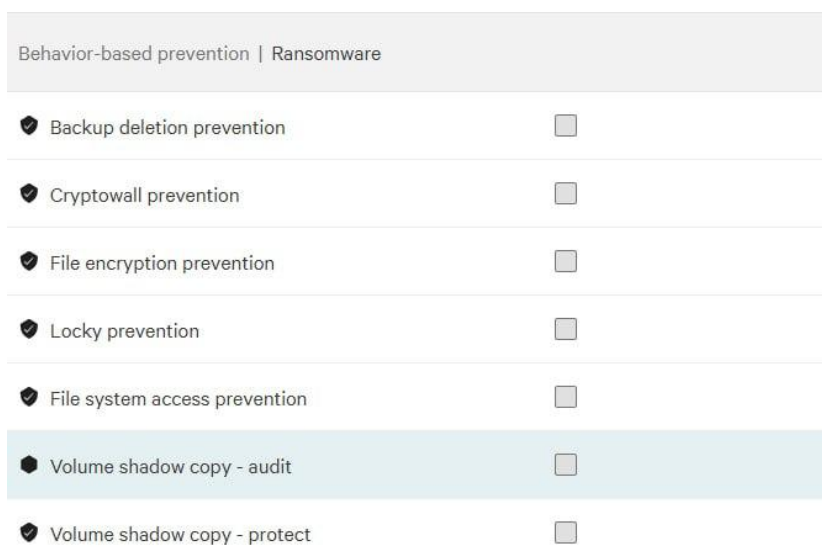 Behavior-based prevention | Ransomware
Backup deletion prevention
Cryptowall prevention
File encryption prevention
Locky prevention
File system access prevention
Volume shadow copy - audit
Volume shadow copy - protect